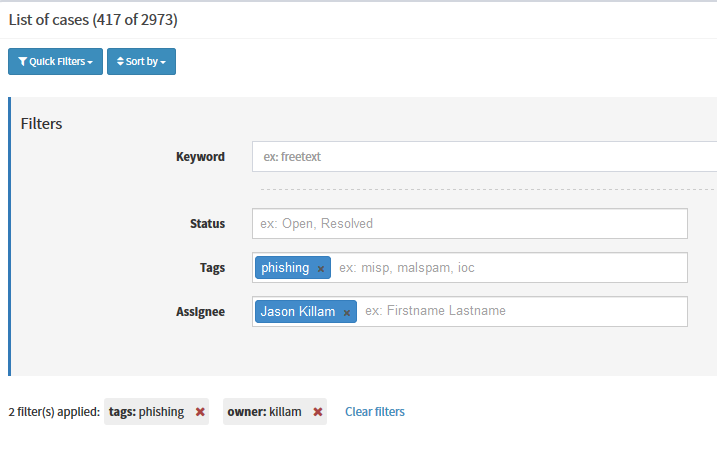 List of cases (417 of 2973)
Quick Filters Sort by
Filters
Keyword ex: freetext
Status ex: Open, Resolved
Tags phishing × ex: misp, malspam, ioc
Assignee Jason Killam × ex: Firstname Lastname
2 filter(s) applied: tags: phishing ✖ owner: killam ✖ Clear filters